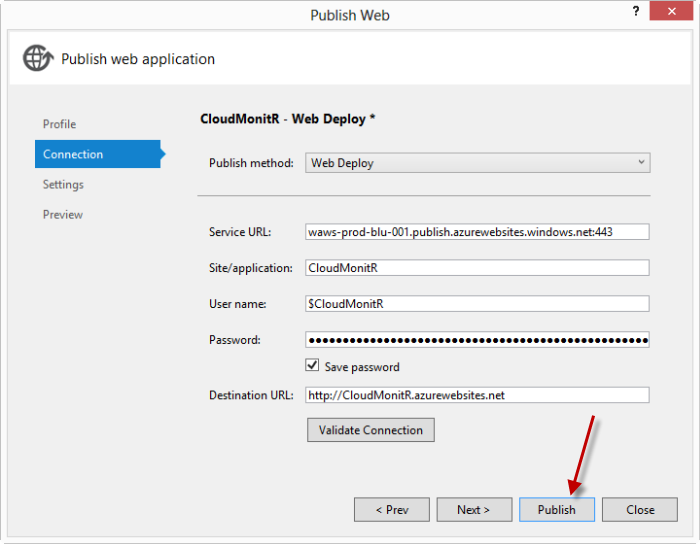 Publish Web
? ×
Publish web application
Profile
Connection
Settings
Preview
CloudMonitR - Web Deploy *
Publish method: Web Deploy
Service URL: waws-prod-blu-001.publish.azurewebsites.windows.net:443
Site/application: CloudMonitR
User name: $CloudMonitR
Password: ●●●●●●●●●●●●●●●●●●●●●●●●●●●●●●●●●●●●●●●●●●●●●●●●●●
Save password
Destination URL: http://CloudMonitR.azurewebsites.net
Validate Connection
< Prev Next > Publish Close